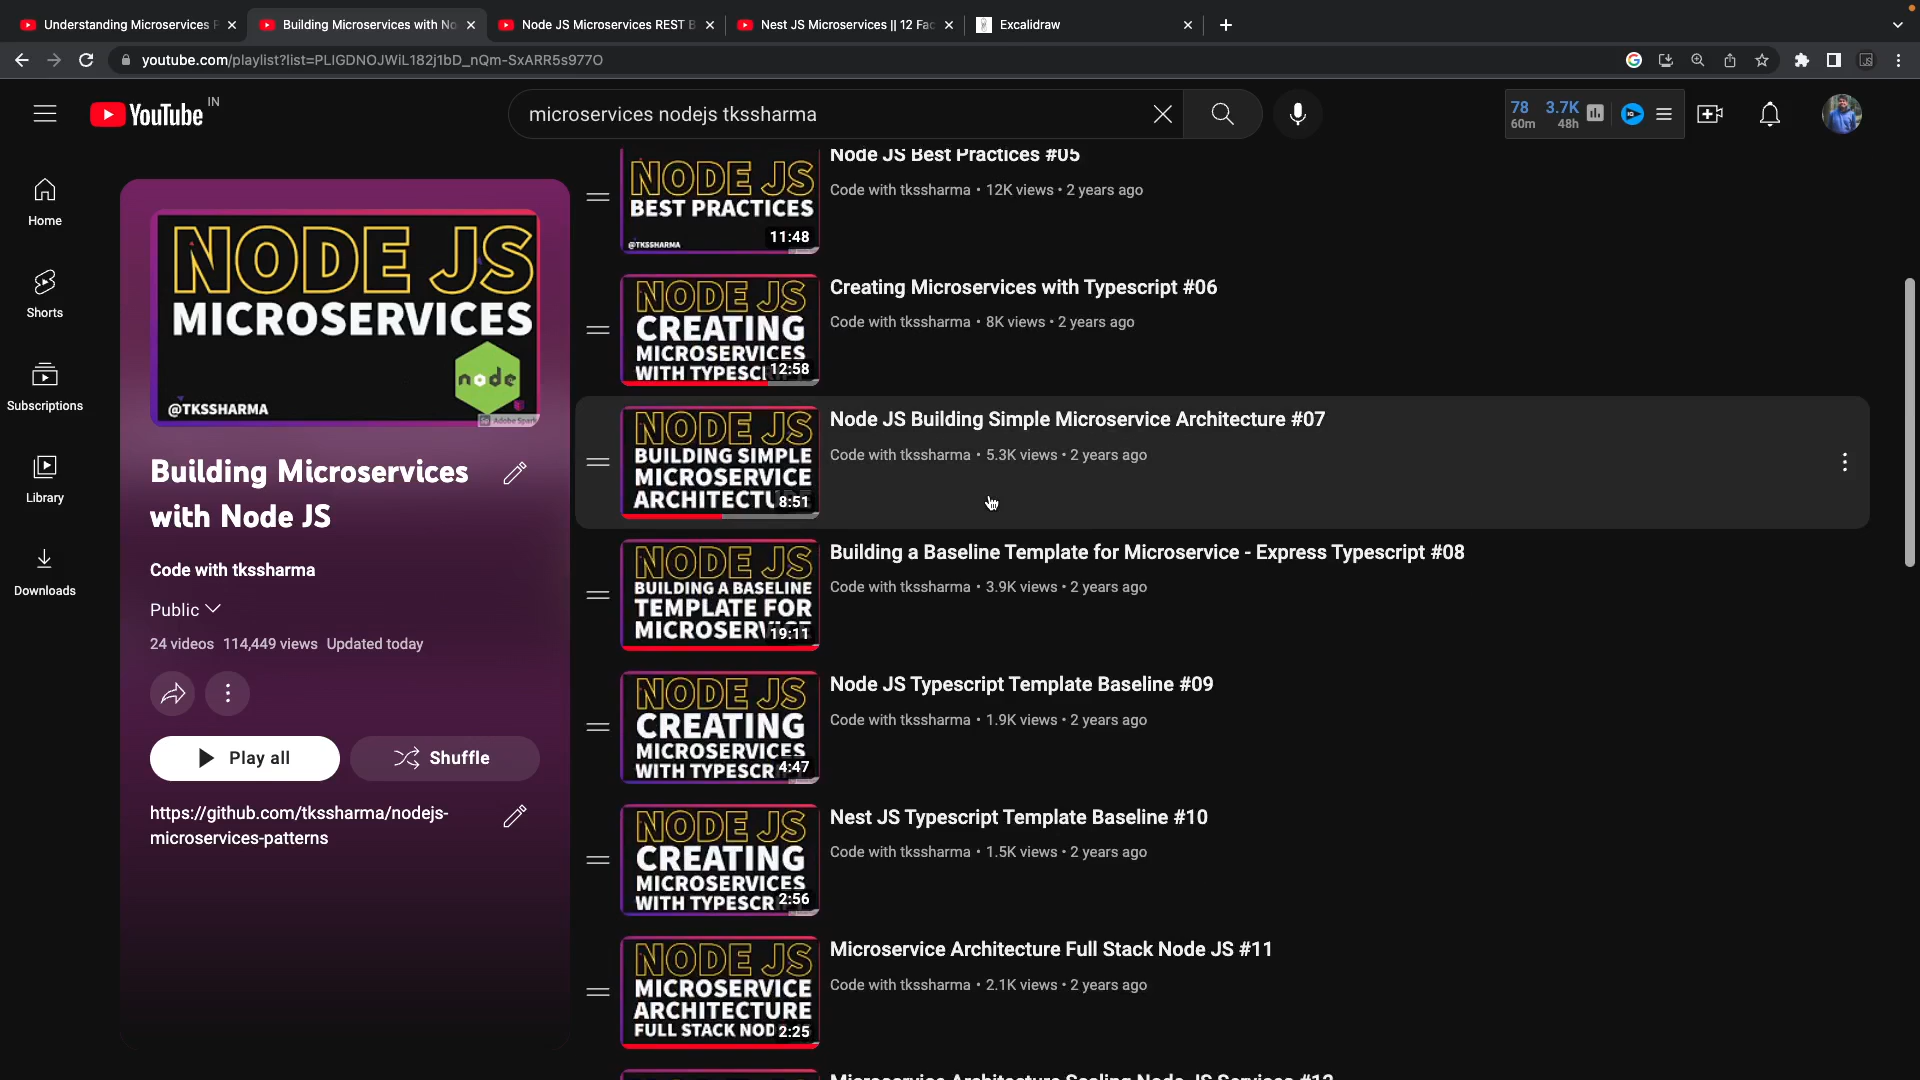 Understanding Microservices
Building Microservices with No
Node JS Microservices REST B
Nest JS Microservices || 12 Fac
Excalidraw
youtube.com/playlist?list=PLIGDNOJWiL182j1bD_nQm-SxARR5s977O
YouTube IN
microservices nodejs tkssharma
78 3.7K
60m 48h
Home
Shorts
Subscriptions
Library
Downloads
NODE JS
MICROSERVICES
node
@TKSSHARMA
Adobe Spark
Building Microservices
with Node JS
Code with tkssharma
Public
24 videos 114,449 views Updated today
Play all
Shuffle
https://github.com/tkssharma/nodejs-
microservices-patterns
NODE JS
BEST PRACTICES
@TKSSHARMA
11:48
Node JS Best Practices #05
Code with tkssharma • 12K views • 2 years ago
NODE JS
CREATING
MICROSERVICES
WITH TYPESC
12:58
Creating Microservices with Typescript #06
Code with tkssharma • 8K views • 2 years ago
NODE JS
BUILDING SIMPLE
MICROSERVICE
ARCHITECTURE
8:51
Node JS Building Simple Microservice Architecture #07
Code with tkssharma • 5.3K views • 2 years ago
NODE JS
BUILDING A BASELINE
TEMPLATE FOR
MICROSERVICE
19:11
Building a Baseline Template for Microservice - Express Typescript #08
Code with tkssharma • 3.9K views • 2 years ago
NODE JS
CREATING
MICROSERVICES
WITH TYPESCR
4:47
Node JS Typescript Template Baseline #09
Code with tkssharma • 1.9K views • 2 years ago
NODE JS
CREATING
MICROSERVICES
WITH TYPESCR
2:56
Nest JS Typescript Template Baseline #10
Code with tkssharma • 1.5K views • 2 years ago
NODE JS
MICROSERVICE
ARCHITECTURE
FULL STACK NOD
2:25
Microservice Architecture Full Stack Node JS #11
Code with tkssharma • 2.1K views • 2 years ago
Microservice Architecture Scaling Node JS Services #12